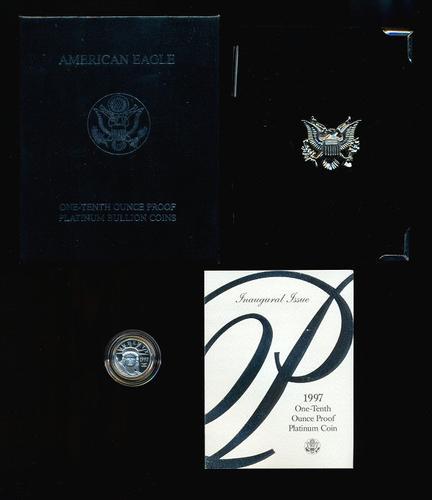 AMERICAN EAGLE
ONE-TENTH OUNCE PROOF
PLATINUM BULLION COINS
Inaugural Issue
P
1997
One-Tenth
Ounce Proof
Platinum Coin